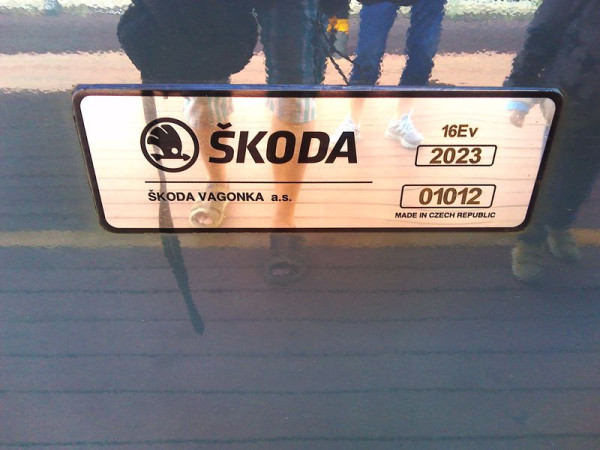 ŠKODA
ŠKODA VAGONKA a.s.
16Ev
2023
01012
MADE IN CZECH REPUBLIC